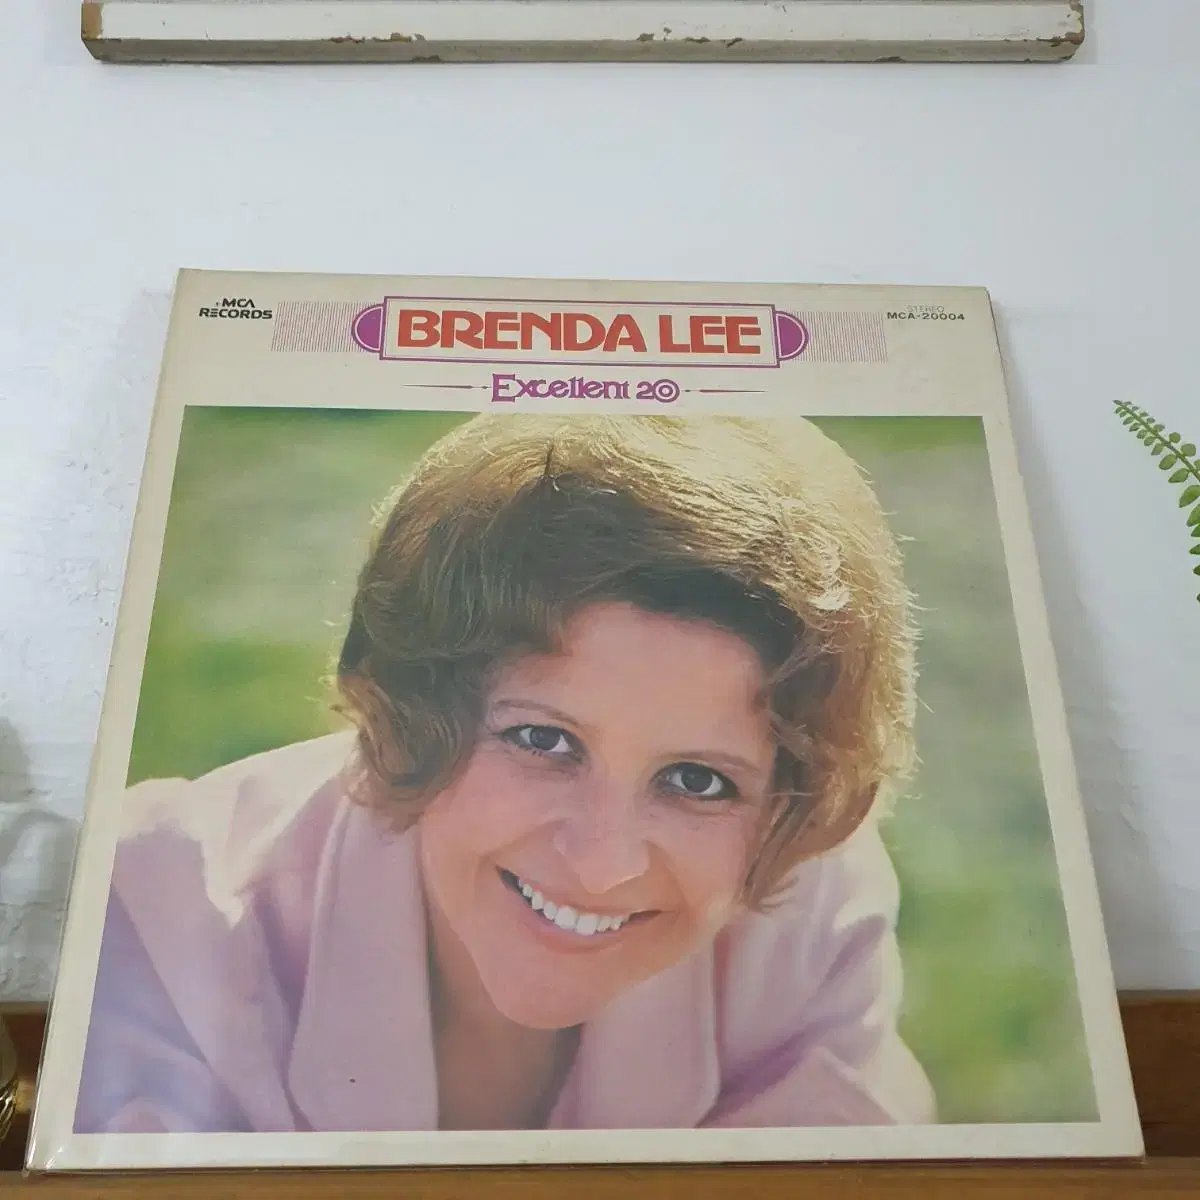 MCA
RECORDS
BRENDA LEE
STEREO
MCA-20004
Excellent 20